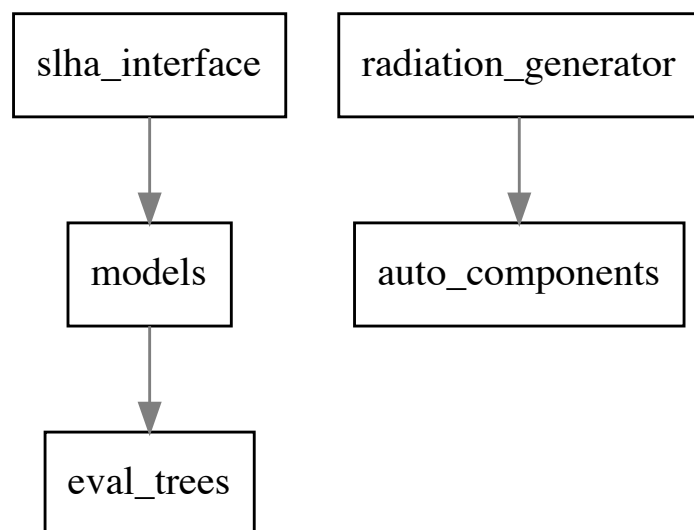 slha_interface
radiation_generator
models
auto_components
eval_trees